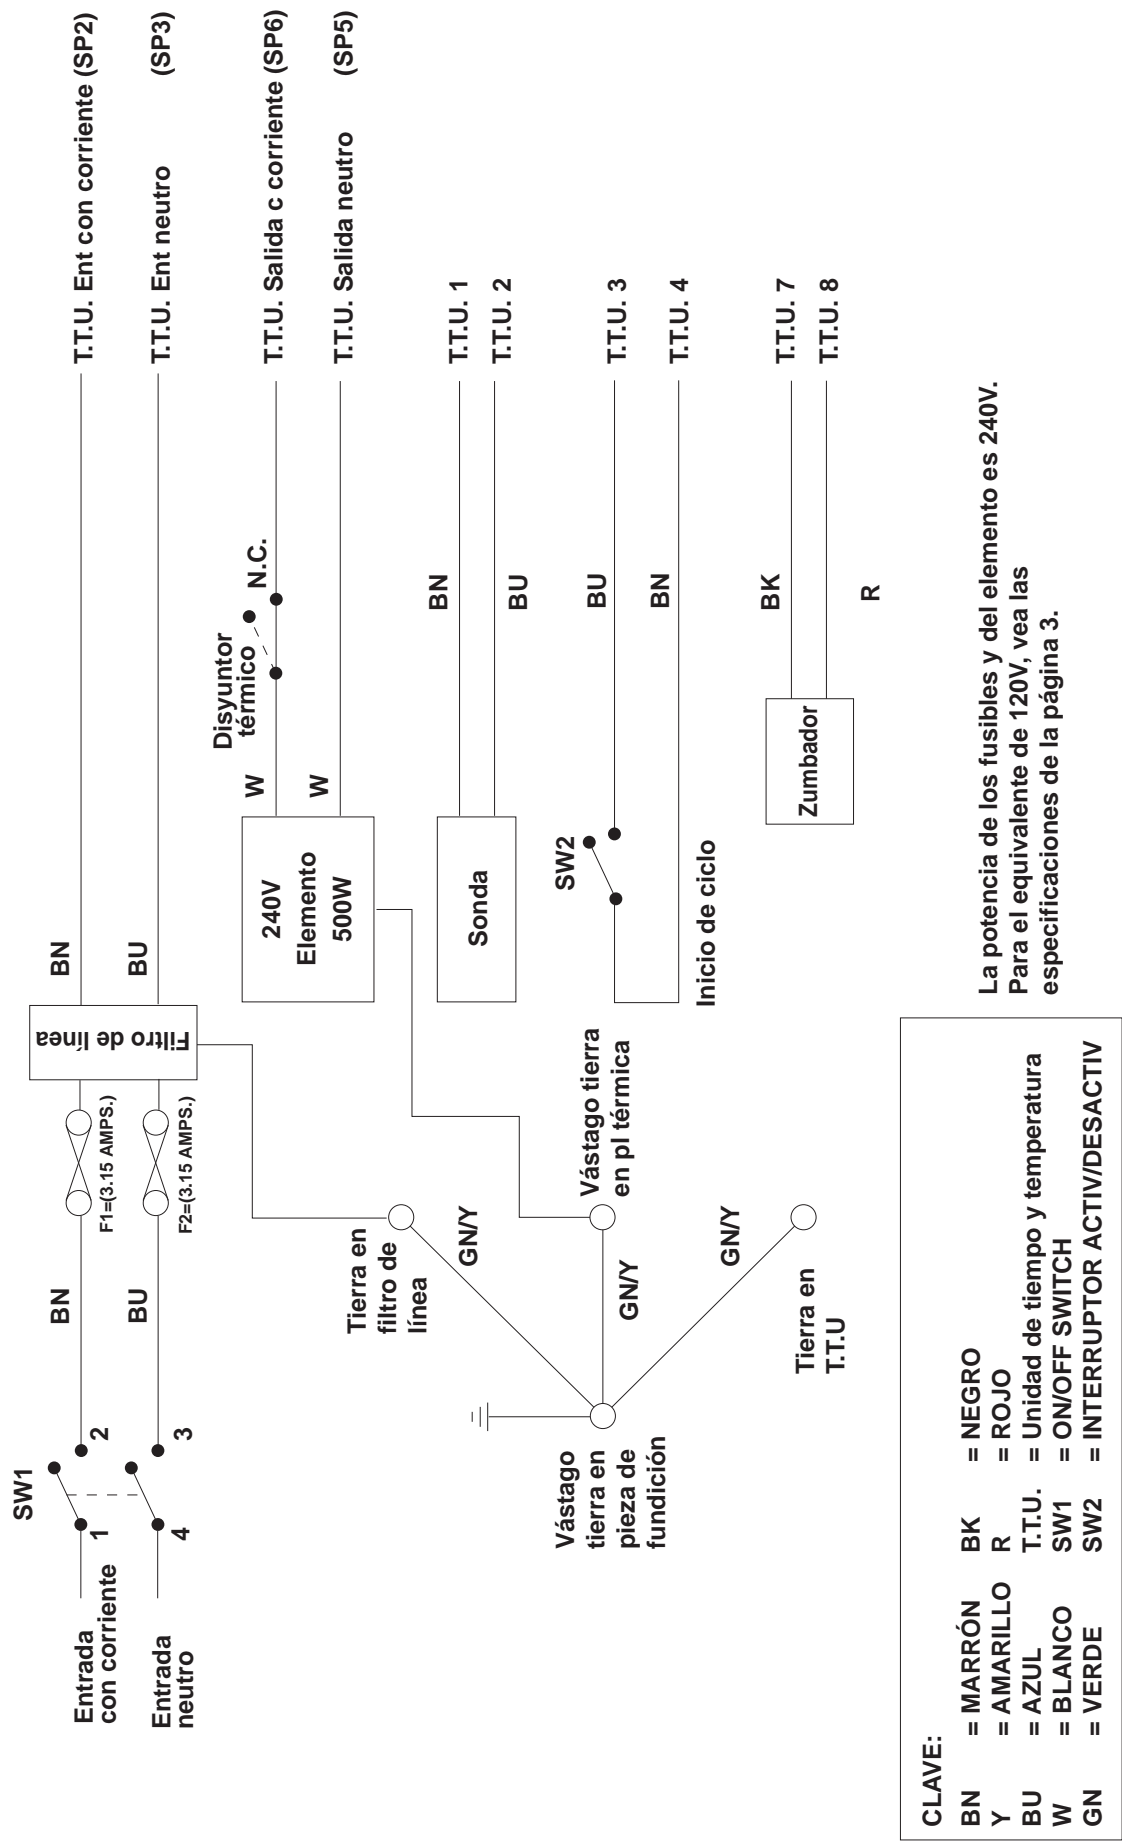 Entrada
con corriente
Entrada
neutro
SW1
1
2
4
3
BN
BU
F1=(3.15 AMPS.)
F2=(3.15 AMPS.)
Filtro de línea
BN
BU
T.T.U. Ent con corriente (SP2)
T.T.U. Ent neutro (SP3)
240V
Elemento
500W
W
W
Disyuntor
térmico
N.C.
T.T.U. Salida c corriente (SP6)
T.T.U. Salida neutro (SP5)
Sonda
BN
BU
T.T.U. 1
T.T.U. 2
SW2
Inicio de ciclo
BU
BN
T.T.U. 3
T.T.U. 4
Zumbador
BK
R
T.T.U. 7
T.T.U. 8
Tierra en
filtro de
línea
GN/Y
Vástago tierra
en pl térmica
GN/Y
GN/Y
Tierra en
T.T.U
Vástago
tierra en
pieza de
fundición
CLAVE:
BN = MARRÓN BK = NEGRO
Y = AMARILLO R = ROJO
BU = AZUL T.T.U. = Unidad de tiempo y temperatura
W = BLANCO SW1 = ON/OFF SWITCH
GN = VERDE SW2 = INTERRUPTOR ACTIV/DESACTIV
La potencia de los fusibles y del elemento es 240V.
Para el equivalente de 120V, vea las
especificaciones de la página 3.